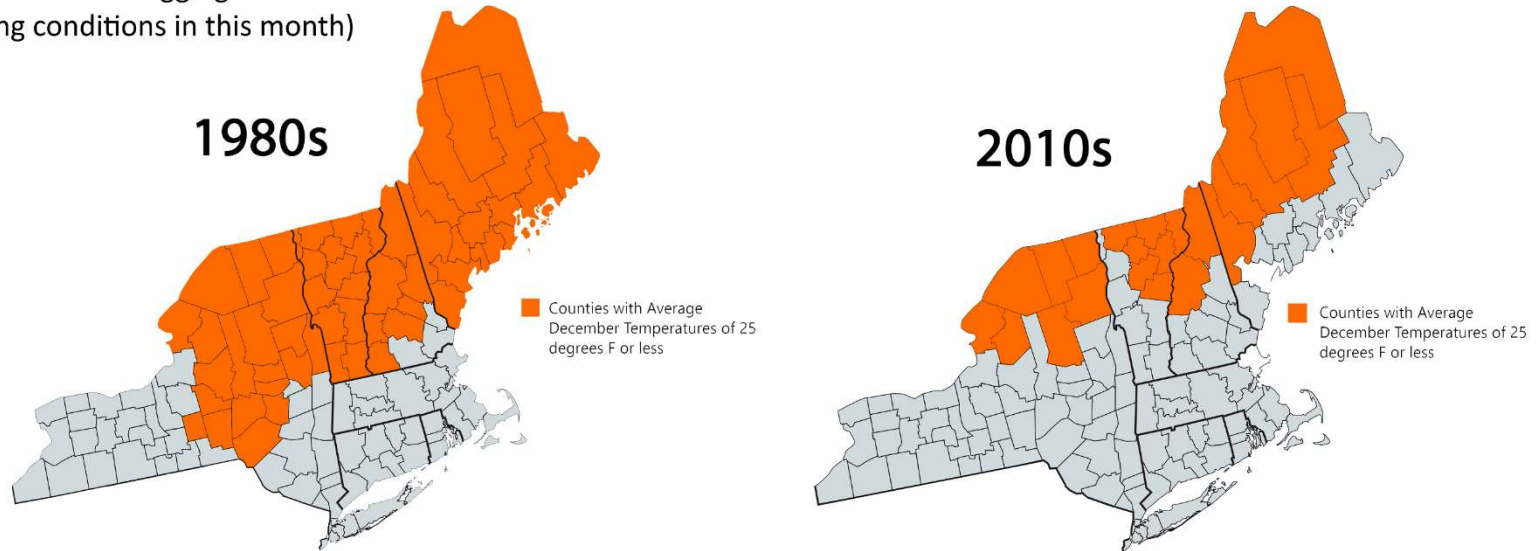 ng conditions in this month)
1980s
2010s
Counties with Average
December Temperatures of 25
degrees F or less
Counties with Average
December Temperatures of 25
degrees F or less